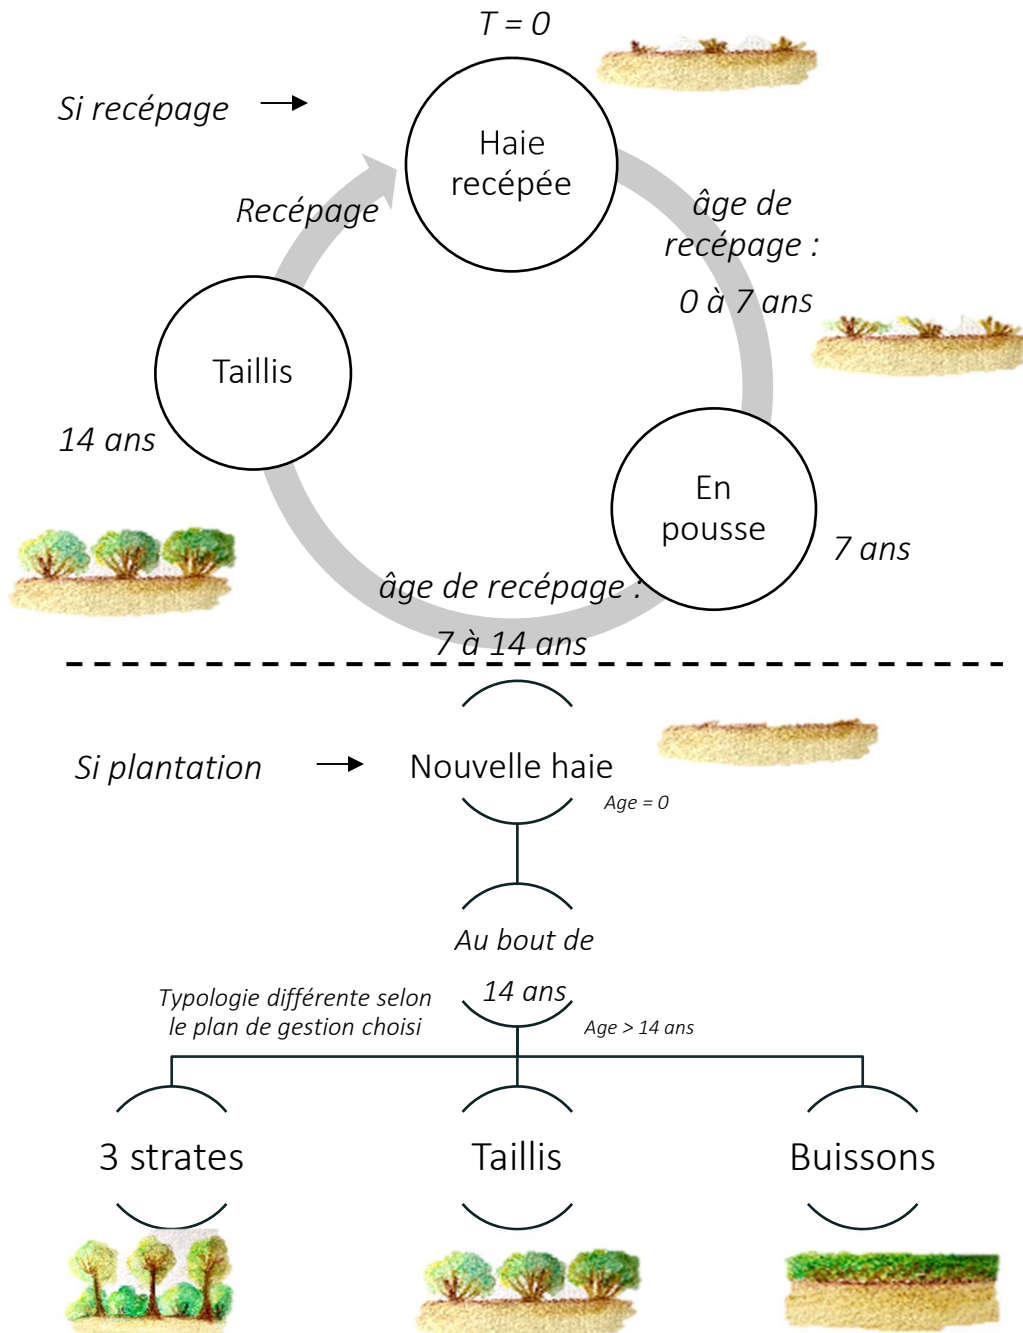 T = 0
Si recépage
Haie
recépée
Recépage
âge de
recépage :
0 à 7 ans
Taillis
14 ans
En
pousse
7 ans
âge de recépage :
7 à 14 ans
Si plantation
Nouvelle haie
Age = 0
Au bout de
14 ans
Typologie différente selon
le plan de gestion choisi
Age > 14 ans
3 strates
Taillis
Buissons